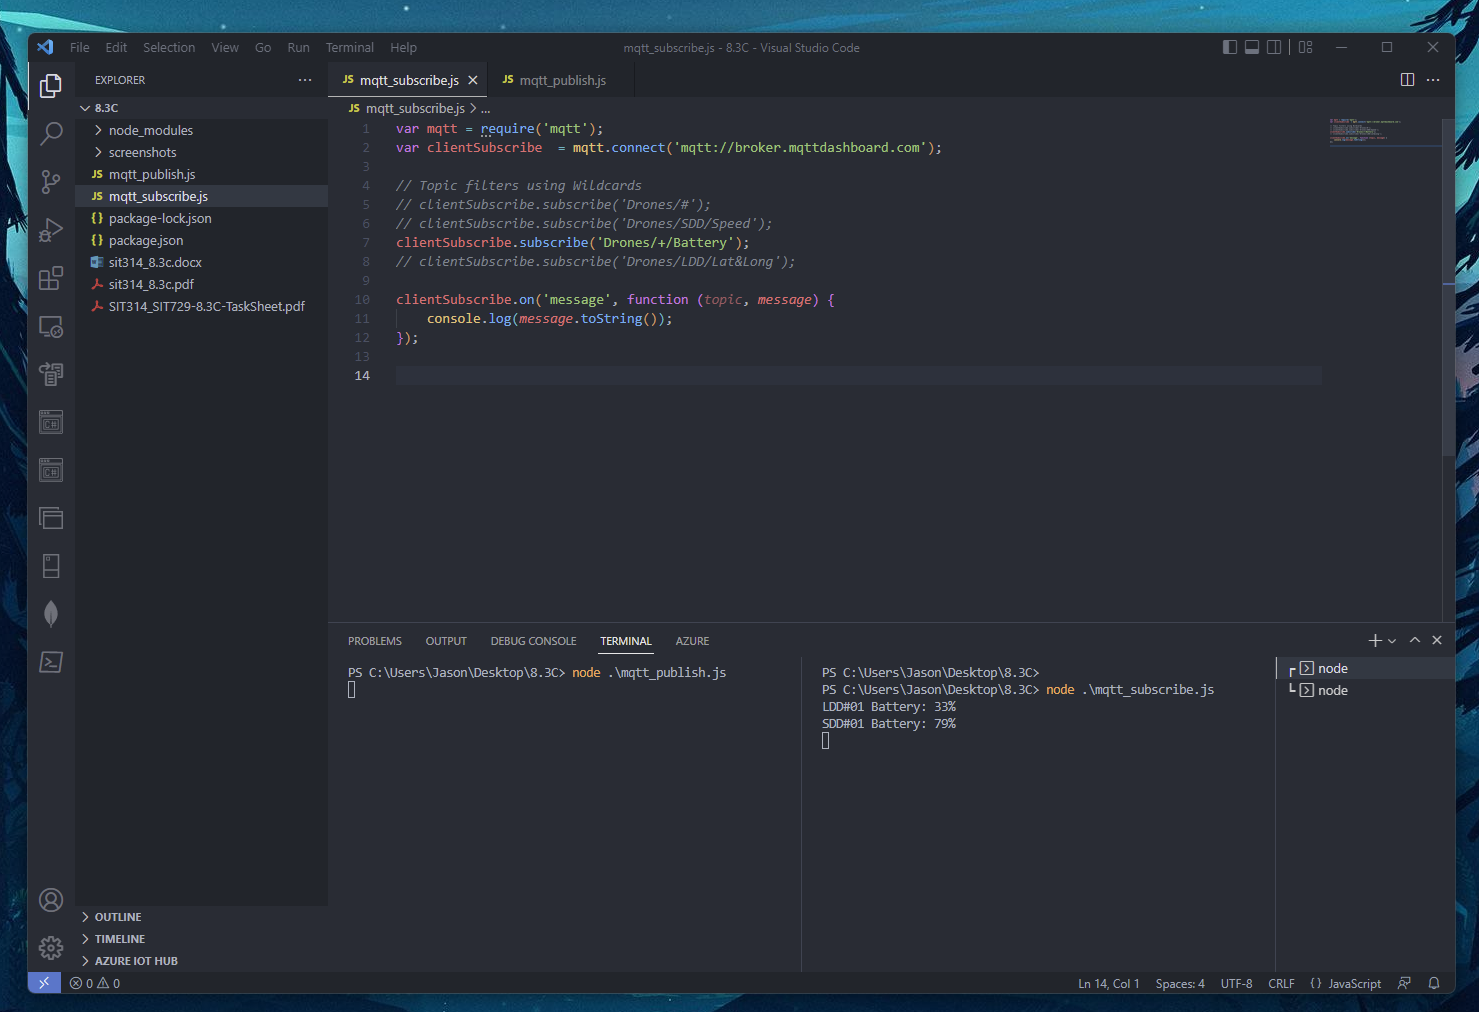 File Edit Selection View Go Run Terminal Help
mqtt_subscribe.js - 8.3C - Visual Studio Code
EXPLORER
8.3C
node_modules
screenshots
JS mqtt_publish.js
JS mqtt_subscribe.js
{} package-lock.json
{} package.json
sit314_8.3c.docx
sit314_8.3c.pdf
SIT314_SIT729-8.3C-TaskSheet.pdf
OUTLINE
TIMELINE
AZURE IOT HUB
JS mqtt_subscribe.js JS mqtt_publish.js
JS mqtt_subscribe.js > ...
1 var mqtt = require('mqtt');
2 var clientSubscribe  = mqtt.connect('mqtt://broker.mqttdashboard.com');
3
4 // Topic filters using Wildcards
5 // clientSubscribe.subscribe('Drones/#');
6 // clientSubscribe.subscribe('Drones/SDD/Speed');
7 clientSubscribe.subscribe('Drones/+/Battery');
8 // clientSubscribe.subscribe('Drones/LDD/Lat&Long');
9
10 clientSubscribe.on('message', function (topic, message) {
11     console.log(message.toString());
12 });
13
14
PROBLEMS OUTPUT DEBUG CONSOLE TERMINAL AZURE
PS C:\Users\Jason\Desktop\8.3C> node .\mqtt_publish.js
PS C:\Users\Jason\Desktop\8.3C>
PS C:\Users\Jason\Desktop\8.3C> node .\mqtt_subscribe.js
LDD#01 Battery: 33%
SDD#01 Battery: 79%
node
node
0 0
Ln 14, Col 1 Spaces: 4 UTF-8 CRLF {} JavaScript